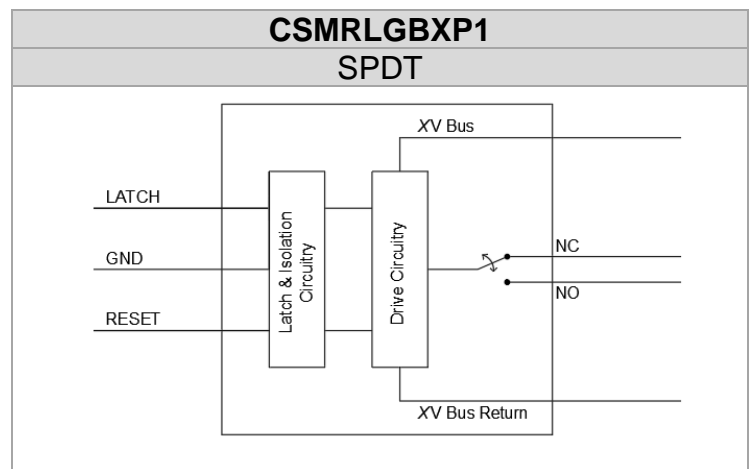 CSMRLGBXP1
SPDT
XV Bus
LATCH
GND
RESET
Latch & Isolation
Circuitry
Drive Circuitry
NC
NO
XV Bus Return